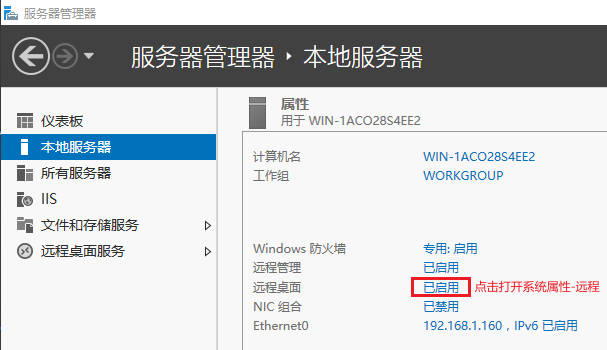 服务器管理器
服务器管理器 ‣ 本地服务器
仪表板
本地服务器
所有服务器
IIS
文件和存储服务
远程桌面服务
属性
用于 WIN-1ACO28S4EE2
计算机名 WIN-1ACO28S4EE2
工作组 WORKGROUP
Windows 防火墙 专用: 启用
远程管理 已启用
远程桌面 已启用 点击打开系统属性-远程
NIC 组合 已禁用
Ethernet0 192.168.1.160，IPv6 已启用